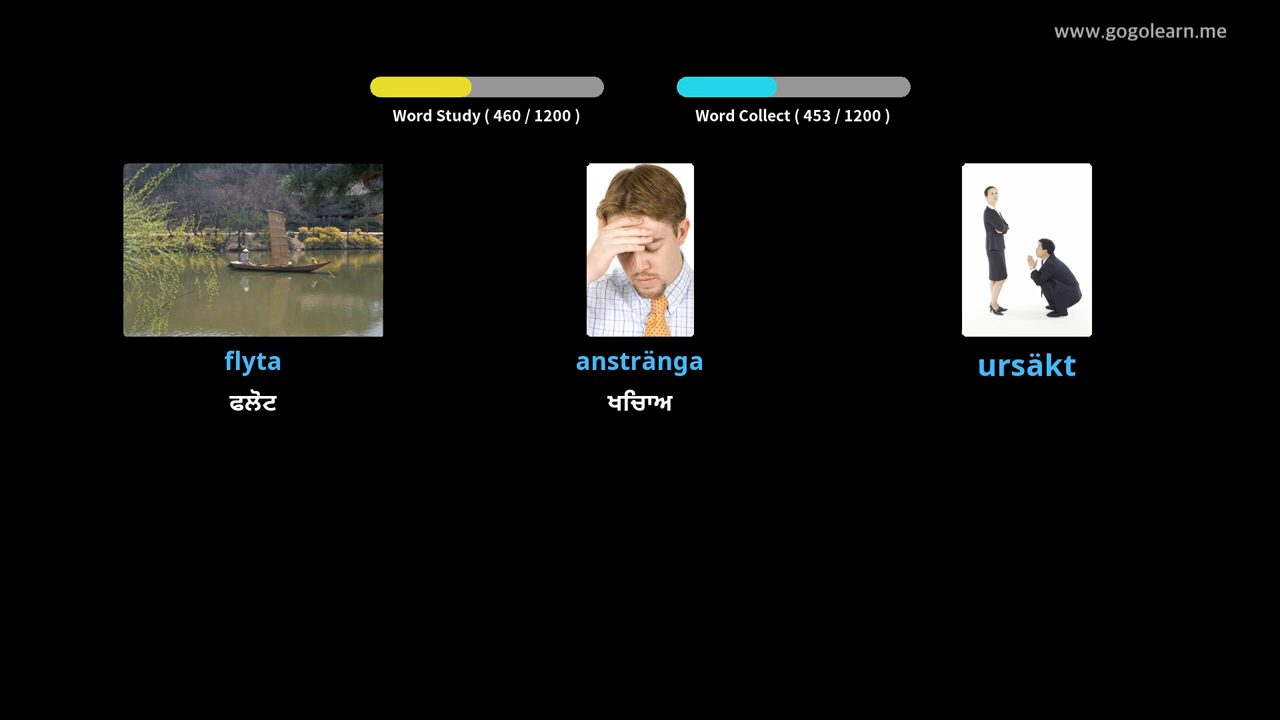 www.gogolearn.me
Word Study ( 460 / 1200 )
Word Collect ( 453 / 1200 )
flyta
anstränga
ursäkt
ਫਲੋਟ
ਖਚਿਾਅ